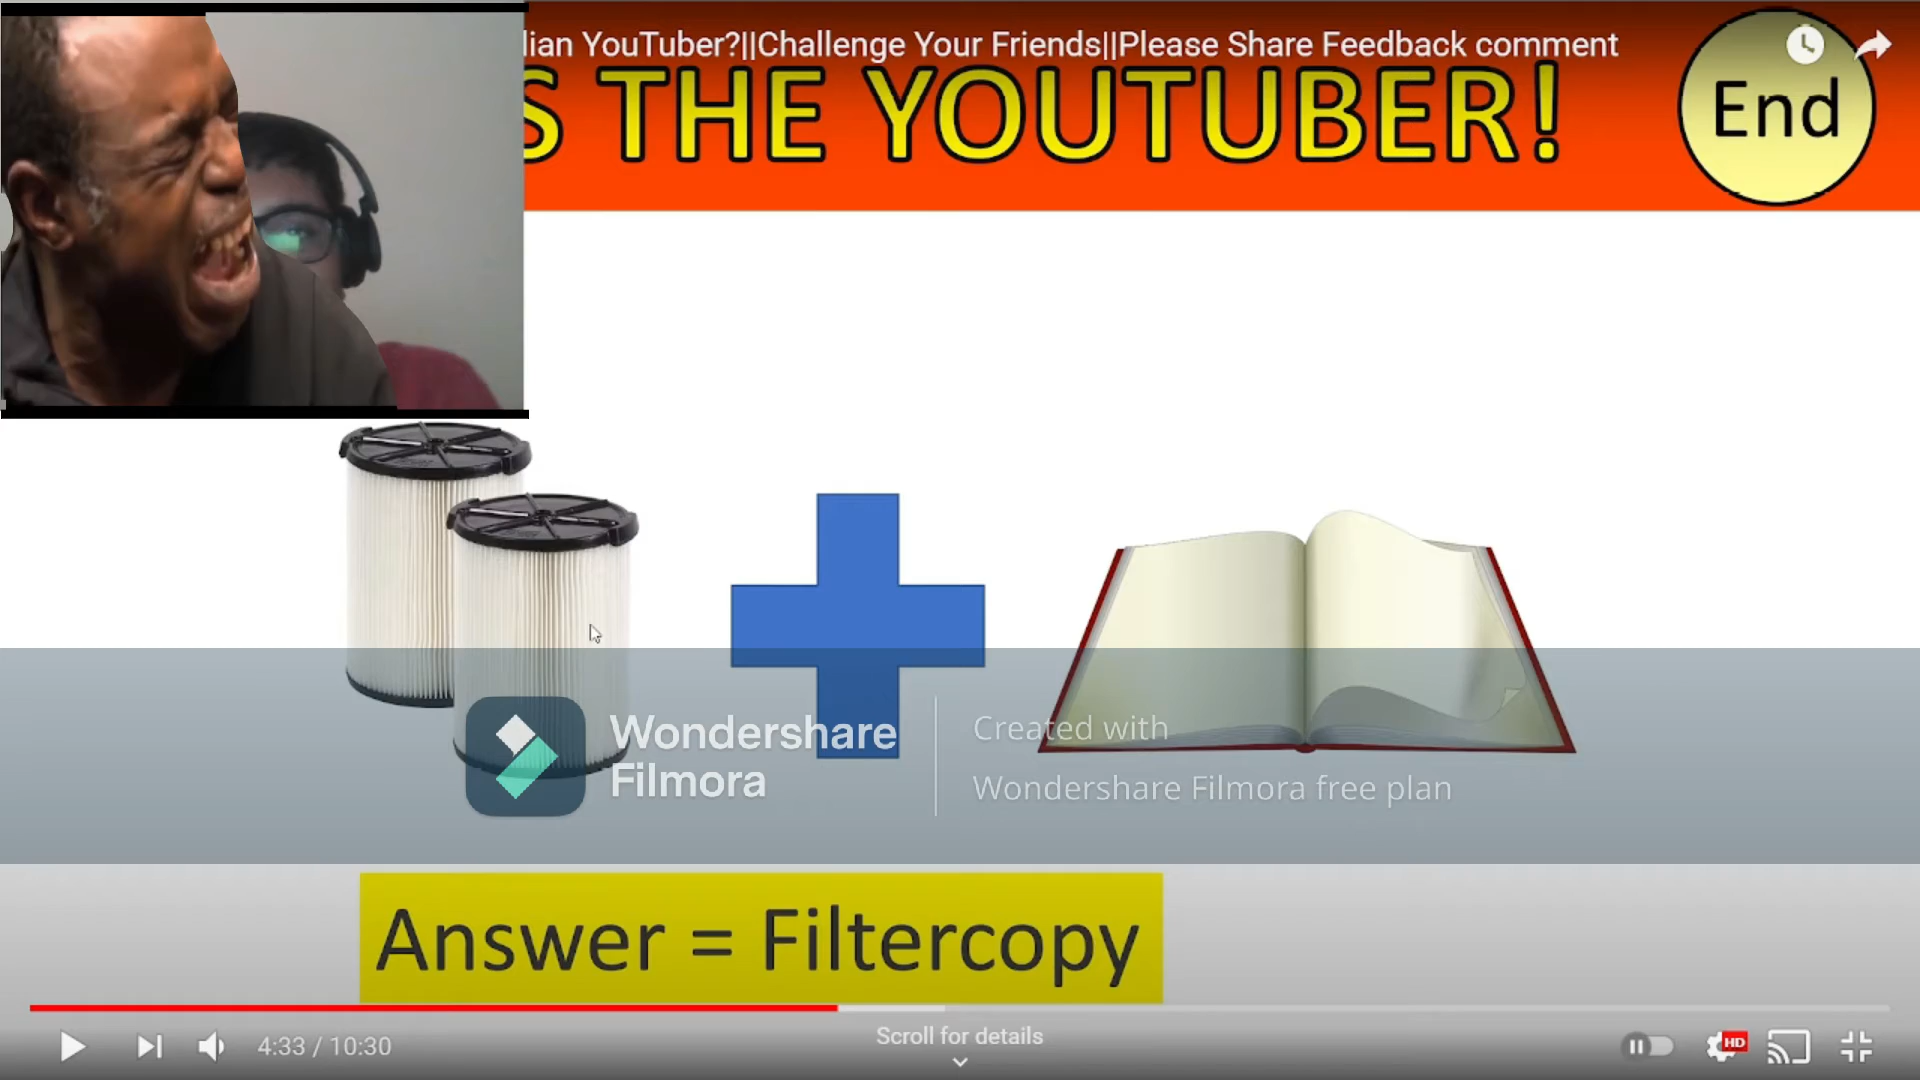 lian YouTuber?||Challenge Your Friends||Please Share Feedback comment
S THE YOUTUBER!
End
Wondershare
Filmora
Created with
Wondershare Filmora free plan
Answer = Filtercopy
4:33 / 10:30
Scroll for details
HD